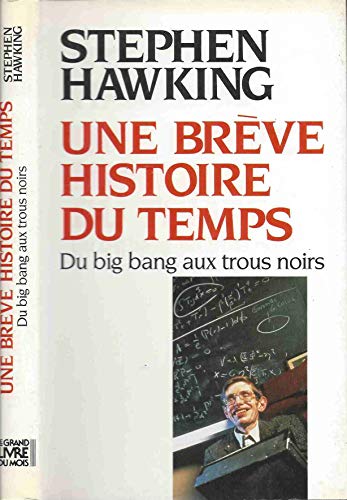 STEPHEN
HAWKING
UNE BRÈVE HISTOIRE DU TEMPS
Du big bang aux trous noirs
LE GRAND
LIVRE
DU MOIS
STEPHEN
HAWKING
UNE BRÈVE
HISTOIRE
DU TEMPS
Du big bang aux trous noirs